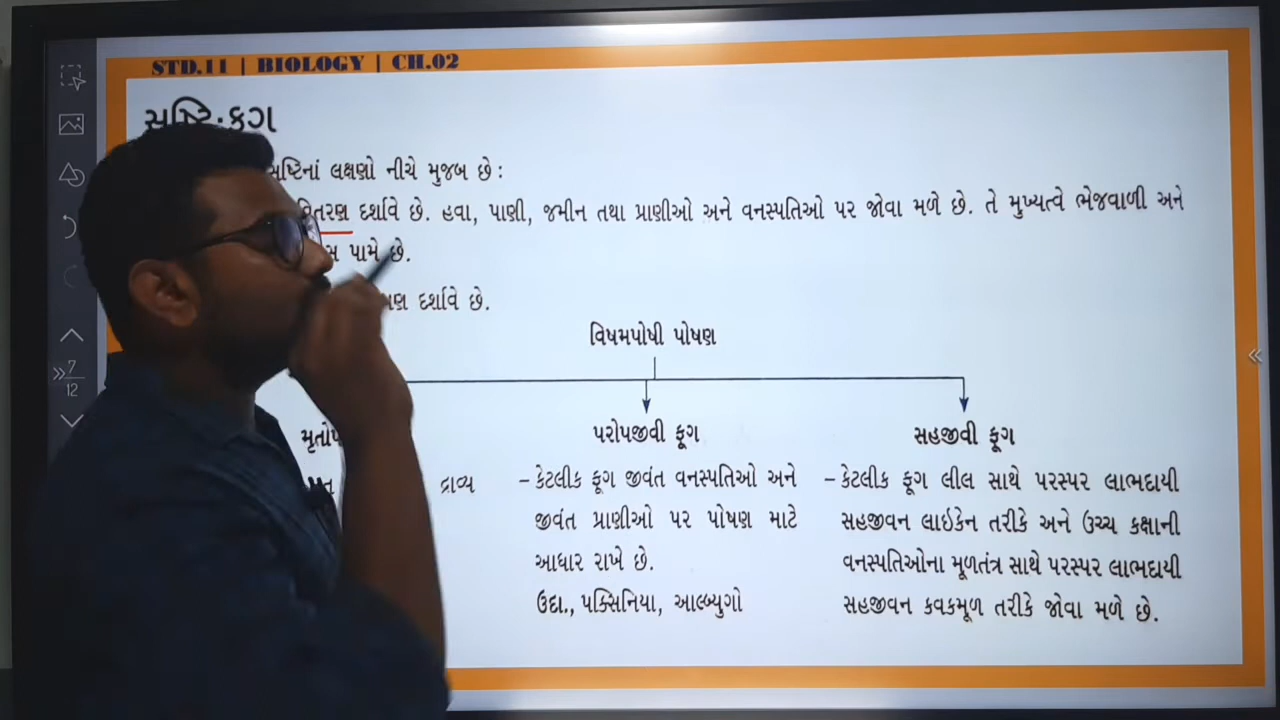 STD.11 | BIOLOGY | CH.02
સૃષ્ટિ:ફૂગ
સૃષ્ટિનાં લક્ષણો નીચે મુજબ છે :
વિતરણ દર્શાવે છે. હવા, પાણી, જમીન તથા પ્રાણીઓ અને વનસ્પતિઓ પર જોવા મળે છે. તે મુખ્યત્વે ભેજવાળી અને
પામે છે.
દર્શાવે છે.
વિષમપોષી પોષણ
પરોપજીવી ફૂગ
સહજીવી ફૂગ
દ્રાવ્ય
– કેટલીક ફૂગ જીવંત વનસ્પતિઓ અને
જીવંત પ્રાણીઓ પર પોષણ માટે
આધાર રાખે છે.
ઉદા., પક્સિનિયા, આલ્બ્યુગો
– કેટલીક ફૂગ લીલ સાથે પરસ્પર લાભદાયી
સહજીવન લાઇકેન તરીકે અને ઉચ્ચ કક્ષાની
વનસ્પતિઓના મૂળતંત્ર સાથે પરસ્પર લાભદાયી
સહજીવન કવકમૂળ તરીકે જોવા મળે છે.
7
12